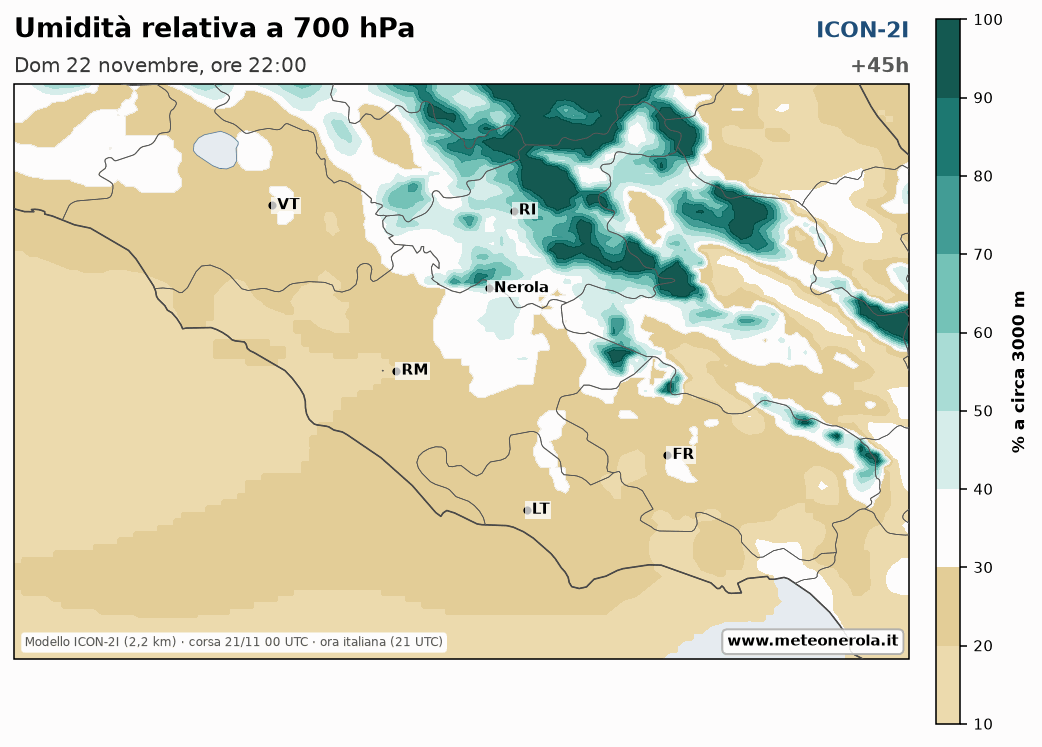 Umidità relativa a 700 hPa
ICON-2I
Dom 22 novembre, ore 22:00
+45h
100
90
80
70
60
50
40
30
20
10
% a circa 3000 m
VT
RI
Nerola
RM
FR
LT
Modello ICON-2I (2,2 km) · corsa 21/11 00 UTC · ora italiana (21 UTC)
www.meteonerola.it